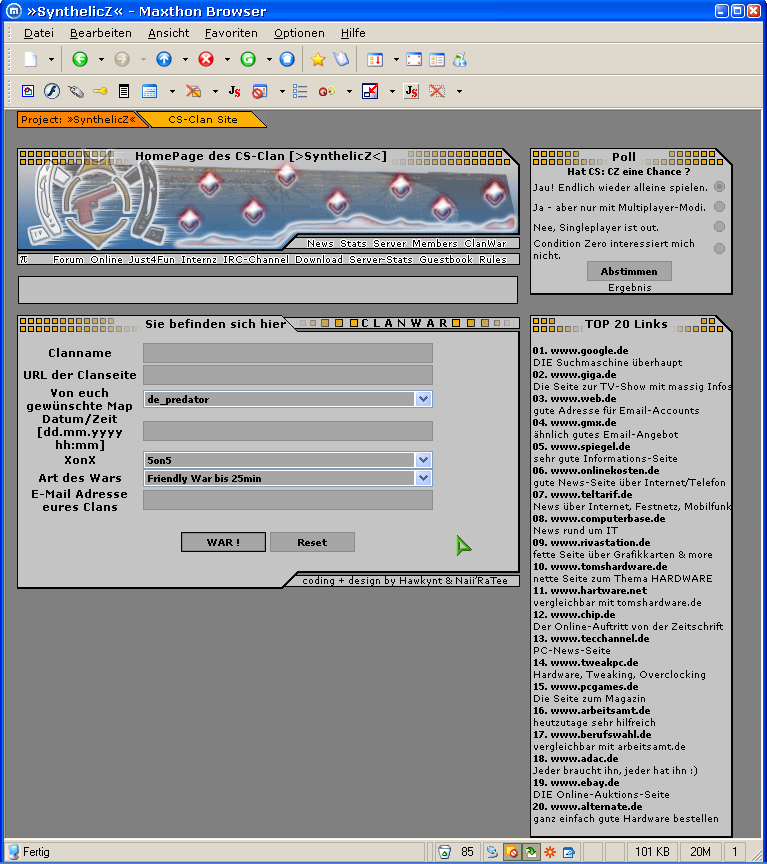 »SynthelicZ« - Maxthon Browser
Datei Bearbeiten Ansicht Favoriten Optionen Hilfe
Project: »SynthelicZ« CS-Clan Site
HomePage des CS-Clan [>SynthelicZ<]
News Stats Server Members ClanWar
π Forum Online Just4Fun Internz IRC-Channel Download Server-Stats Guestbook Rules
Sie befinden sich hier CLANWAR
Clanname
URL der Clanseite
Von euch
gewünschte Map
de_predator
Datum/Zeit
[dd.mm.yyyy
hh:mm]
XonX 5on5
Art des Wars Friendly War bis 25min
E-Mail Adresse
eures Clans
WAR ! Reset
coding + design by Hawkynt & Naii'RaTee
Poll
Hat CS: CZ eine Chance ?
Jau! Endlich wieder alleine spielen.
Ja - aber nur mit Multiplayer-Modi.
Nee, Singleplayer ist out.
Condition Zero interessiert mich
nicht.
Abstimmen
Ergebnis
TOP 20 Links
01. www.google.de
DIE Suchmaschine überhaupt
02. www.giga.de
Die Seite zur TV-Show mit massig Infos
03. www.web.de
gute Adresse für Email-Accounts
04. www.gmx.de
ähnlich gutes Email-Angebot
05. www.spiegel.de
sehr gute Informations-Seite
06. www.onlinekosten.de
gute News-Seite über Internet/Telefon
07. www.teltarif.de
News über Internet, Festnetz, Mobilfunk
08. www.computerbase.de
News rund um IT
09. www.rivastation.de
fette Seite über Grafikkarten & more
10. www.tomshardware.de
nette Seite zum Thema HARDWARE
11. www.hartware.net
vergleichbar mit tomshardware.de
12. www.chip.de
Der Online-Auftritt von der Zeitschrift
13. www.tecchannel.de
PC-News-Seite
14. www.tweakpc.de
Hardware, Tweaking, Overclocking
15. www.pcgames.de
Die Seite zum Magazin
16. www.arbeitsamt.de
heutzutage sehr hilfreich
17. www.berufswahl.de
vergleichbar mit arbeitsamt.de
18. www.adac.de
Jeder braucht ihn, jeder hat ihn :)
19. www.ebay.de
DIE Online-Auktions-Seite
20. www.alternate.de
ganz einfach gute Hardware bestellen
Fertig 85 101 KB 20M 1